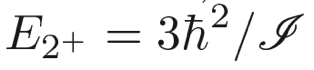 E_{2^+} = 3ħ^2/ℐ